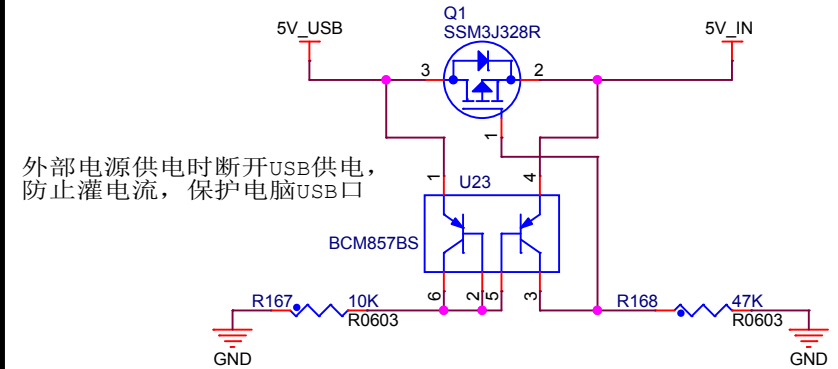 Q1
SSM3J328R
5V_USB
5V_IN
3
2
1
外部电源供电时断开USB供电，
防止灌电流，保护电脑USB口
1
4
U23
BCM857BS
6
2
5
3
R167
10K
R0603
R168
47K
R0603
GND
GND